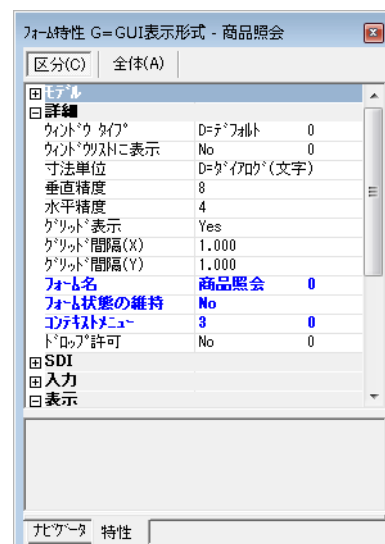 ﾌｫｰﾑ特性 G=GUI表示形式 - 商品照会
区分(C) 全体(A)
ﾓﾃﾞﾙ
詳細
ｳｨﾝﾄﾞｳ ﾀｲﾌﾟ D=ﾃﾞﾌｫﾙﾄ 0
ｳｨﾝﾄﾞｳﾘｽﾄに表示 No 0
寸法単位 D=ﾀﾞｲｱﾛｸﾞ(文字)
垂直精度 8
水平精度 4
ｸﾞﾘｯﾄﾞ表示 Yes
ｸﾞﾘｯﾄﾞ間隔(X) 1.000
ｸﾞﾘｯﾄﾞ間隔(Y) 1.000
ﾌｫｰﾑ名 商品照会 0
ﾌｫｰﾑ状態の維持 No
ｺﾝﾃｷｽﾄﾒﾆｭｰ 3 0
ﾄﾞﾛｯﾌﾟ許可 No 0
SDI
入力
表示
ﾅﾋﾞｹﾞｰﾀ 特性